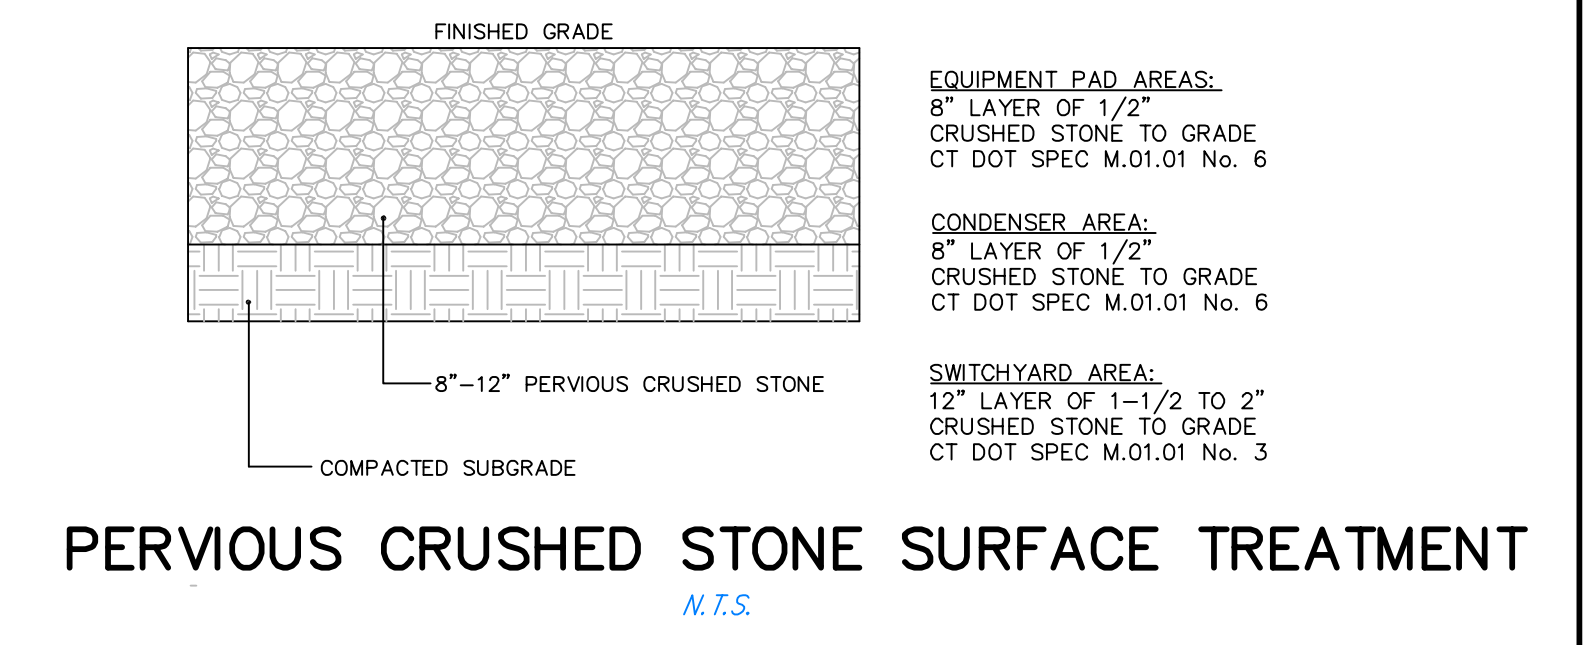 FINISHED GRADE
EQUIPMENT PAD AREAS:
8" LAYER OF 1/2"
CRUSHED STONE TO GRADE
CT DOT SPEC M.01.01 No. 6
CONDENSER AREA:
8" LAYER OF 1/2"
CRUSHED STONE TO GRADE
CT DOT SPEC M.01.01 No. 6
SWITCHYARD AREA:
12" LAYER OF 1-1/2 TO 2"
CRUSHED STONE TO GRADE
CT DOT SPEC M.01.01 No. 3
8"-12" PERVIOUS CRUSHED STONE
COMPACTED SUBGRADE
PERVIOUS CRUSHED STONE SURFACE TREATMENT
N.T.S.